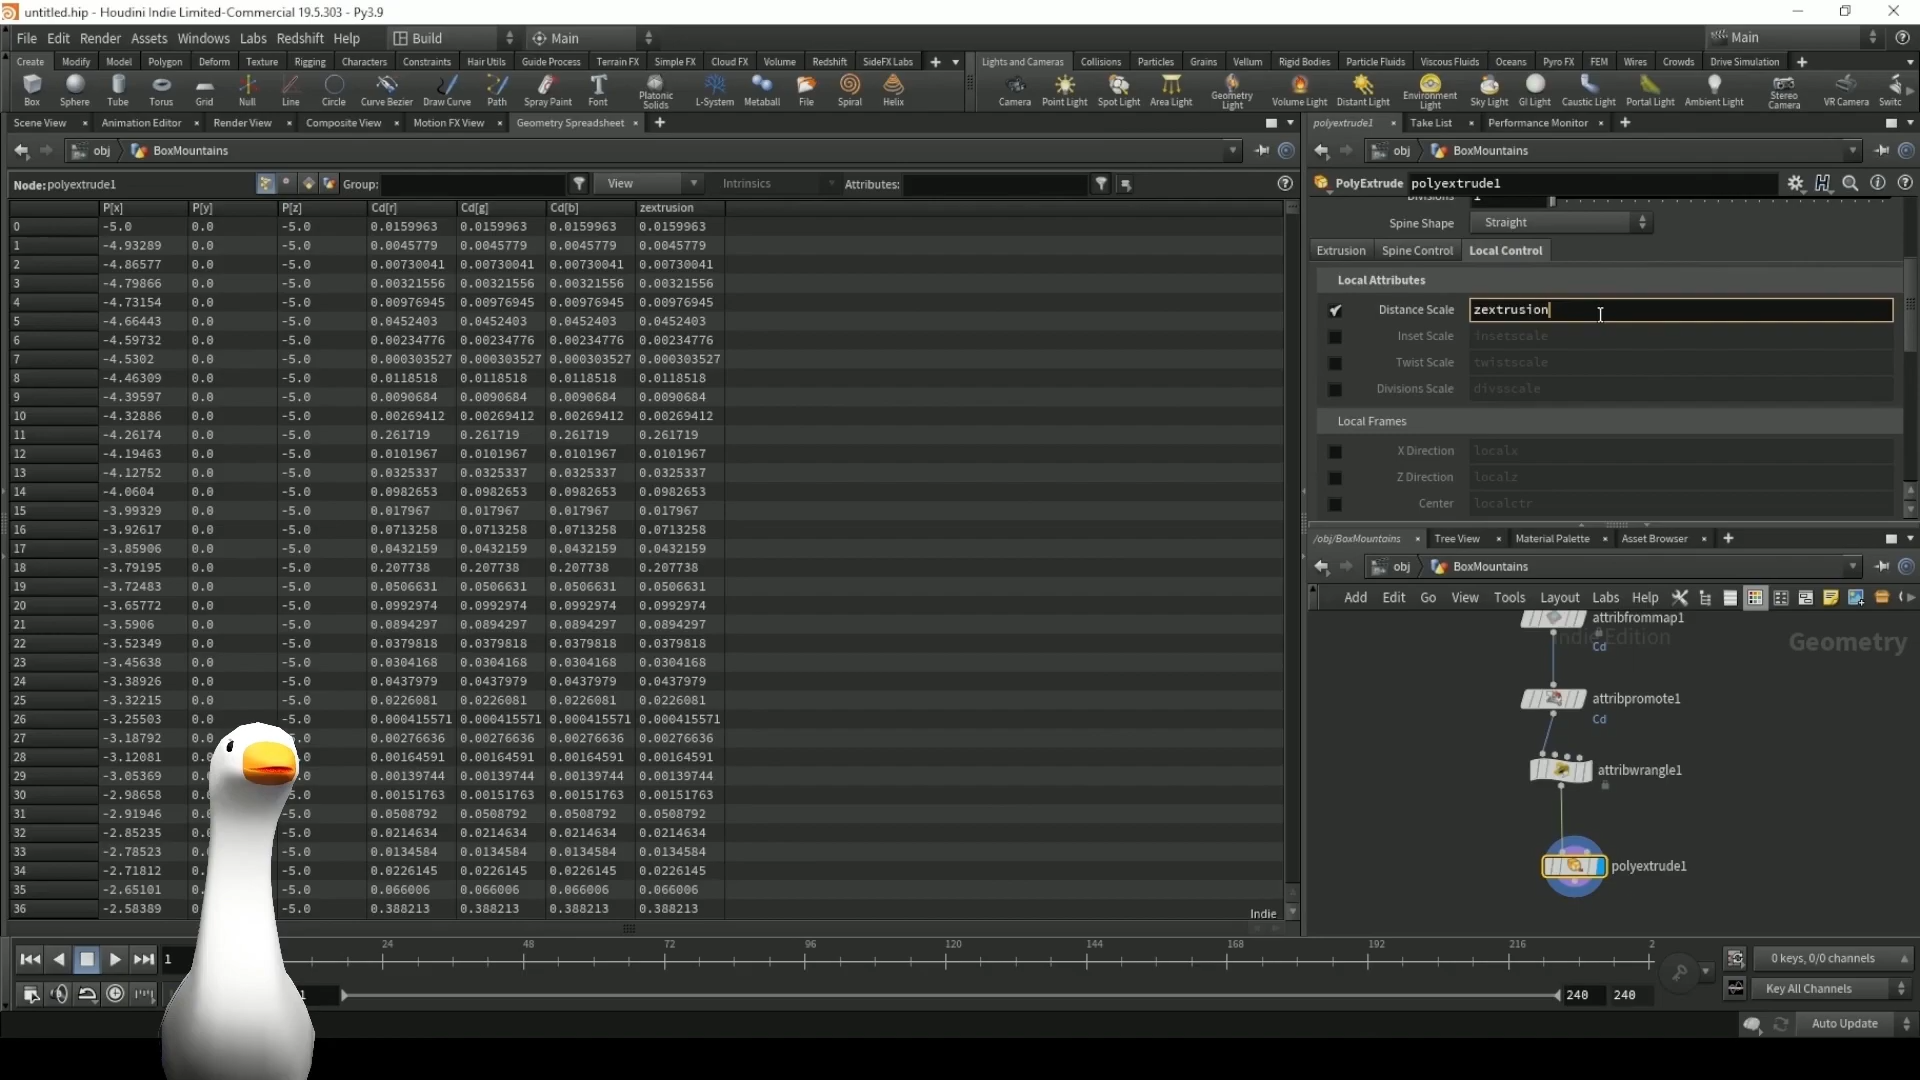 untitled.hip - Houdini Indie Limited-Commercial 19.5.303 - Py3.9
File Edit Render Assets Windows Labs Redshift Help Build Main Main
Create Modify Model Polygon Deform Texture Rigging Characters Constraints Hair Utils Guide Process Terrain FX Simple FX Cloud FX Volume Redshift SideFX Labs
Lights and Cameras Collisions Particles Grains Vellum Rigid Bodies Particle Fluids Viscous Fluids Oceans Pyro FX FEM Wires Crowds Drive Simulation
Box Sphere Tube Torus Grid Null Line Circle Curve Bezier Draw Curve Path Spray Paint Font Platonic Solids L-System Metaball File Spiral Helix
Camera Point Light Spot Light Area Light Geometry Light Volume Light Distant Light Environment Light Sky Light GI Light Caustic Light Portal Light Ambient Light Stereo Camera VR Camera Switc
Scene View Animation Editor Render View Composite View Motion FX View Geometry Spreadsheet
obj BoxMountains
Node: polyextrude1 Group: View Intrinsics Attributes:
P[x] P[y] P[z] Cd[r] Cd[g] Cd[b] zextrusion
0 -5.0 0.0 -5.0 0.0159963 0.0159963 0.0159963 0.0159963
1 -4.93289 0.0 -5.0 0.0045779 0.0045779 0.0045779 0.0045779
2 -4.86577 0.0 -5.0 0.00730041 0.00730041 0.00730041 0.00730041
3 -4.79866 0.0 -5.0 0.00321556 0.00321556 0.00321556 0.00321556
4 -4.73154 0.0 -5.0 0.00976945 0.00976945 0.00976945 0.00976945
5 -4.66443 0.0 -5.0 0.0452403 0.0452403 0.0452403 0.0452403
6 -4.59732 0.0 -5.0 0.00234776 0.00234776 0.00234776 0.00234776
7 -4.5302 0.0 -5.0 0.000303527 0.000303527 0.000303527 0.000303527
8 -4.46309 0.0 -5.0 0.0118518 0.0118518 0.0118518 0.0118518
9 -4.39597 0.0 -5.0 0.0090684 0.0090684 0.0090684 0.0090684
10 -4.32886 0.0 -5.0 0.00269412 0.00269412 0.00269412 0.00269412
11 -4.26174 0.0 -5.0 0.261719 0.261719 0.261719 0.261719
12 -4.19463 0.0 -5.0 0.0101967 0.0101967 0.0101967 0.0101967
13 -4.12752 0.0 -5.0 0.0325337 0.0325337 0.0325337 0.0325337
14 -4.0604 0.0 -5.0 0.0982653 0.0982653 0.0982653 0.0982653
15 -3.99329 0.0 -5.0 0.017967 0.017967 0.017967 0.017967
16 -3.92617 0.0 -5.0 0.0713258 0.0713258 0.0713258 0.0713258
17 -3.85906 0.0 -5.0 0.0432159 0.0432159 0.0432159 0.0432159
18 -3.79195 0.0 -5.0 0.207738 0.207738 0.207738 0.207738
19 -3.72483 0.0 -5.0 0.0506631 0.0506631 0.0506631 0.0506631
20 -3.65772 0.0 -5.0 0.0992974 0.0992974 0.0992974 0.0992974
21 -3.5906 0.0 -5.0 0.0894297 0.0894297 0.0894297 0.0894297
22 -3.52349 0.0 -5.0 0.0379818 0.0379818 0.0379818 0.0379818
23 -3.45638 0.0 -5.0 0.0304168 0.0304168 0.0304168 0.0304168
24 -3.38926 0.0 -5.0 0.0437979 0.0437979 0.0437979 0.0437979
25 -3.32215 0.0 -5.0 0.0226081 0.0226081 0.0226081 0.0226081
26 -3.25503 0.0 -5.0 0.000415571 0.000415571 0.000415571 0.000415571
27 -3.18792 5.0 0.00276636 0.00276636 0.00276636 0.00276636
28 -3.12081 5.0 0.00164591 0.00164591 0.00164591 0.00164591
29 -3.05369 5.0 0.00139744 0.00139744 0.00139744 0.00139744
30 -2.98658 5.0 0.00151763 0.00151763 0.00151763 0.00151763
31 -2.91946 -5.0 0.0508792 0.0508792 0.0508792 0.0508792
32 -2.85235 -5.0 0.0214634 0.0214634 0.0214634 0.0214634
33 -2.78523 -5.0 0.0134584 0.0134584 0.0134584 0.0134584
34 -2.71812 -5.0 0.0226145 0.0226145 0.0226145 0.0226145
35 -2.65101 -5.0 0.066006 0.066006 0.066006 0.066006
36 -2.58389 -5.0 0.388213 0.388213 0.388213 0.388213
Indie
polyextrude1 Take List Performance Monitor
obj BoxMountains
PolyExtrude polyextrude1
Divisions 1
Spine Shape Straight
Extrusion Spine Control Local Control
Local Attributes
Distance Scale zextrusion
Inset Scale insetscale
Twist Scale twistscale
Divisions Scale divsscale
Local Frames
X Direction localx
Z Direction localz
Center localctr
/obj/BoxMountains Tree View Material Palette Asset Browser
obj BoxMountains
Add Edit Go View Tools Layout Labs Help
attribfrommap1
Indie Edition Geometry
Cd
attribpromote1
Cd
attribwrangle1
polyextrude1
1 24 48 72 96 120 144 168 192 216 2
0 keys, 0/0 channels
1 240 240 Key All Channels
Auto Update